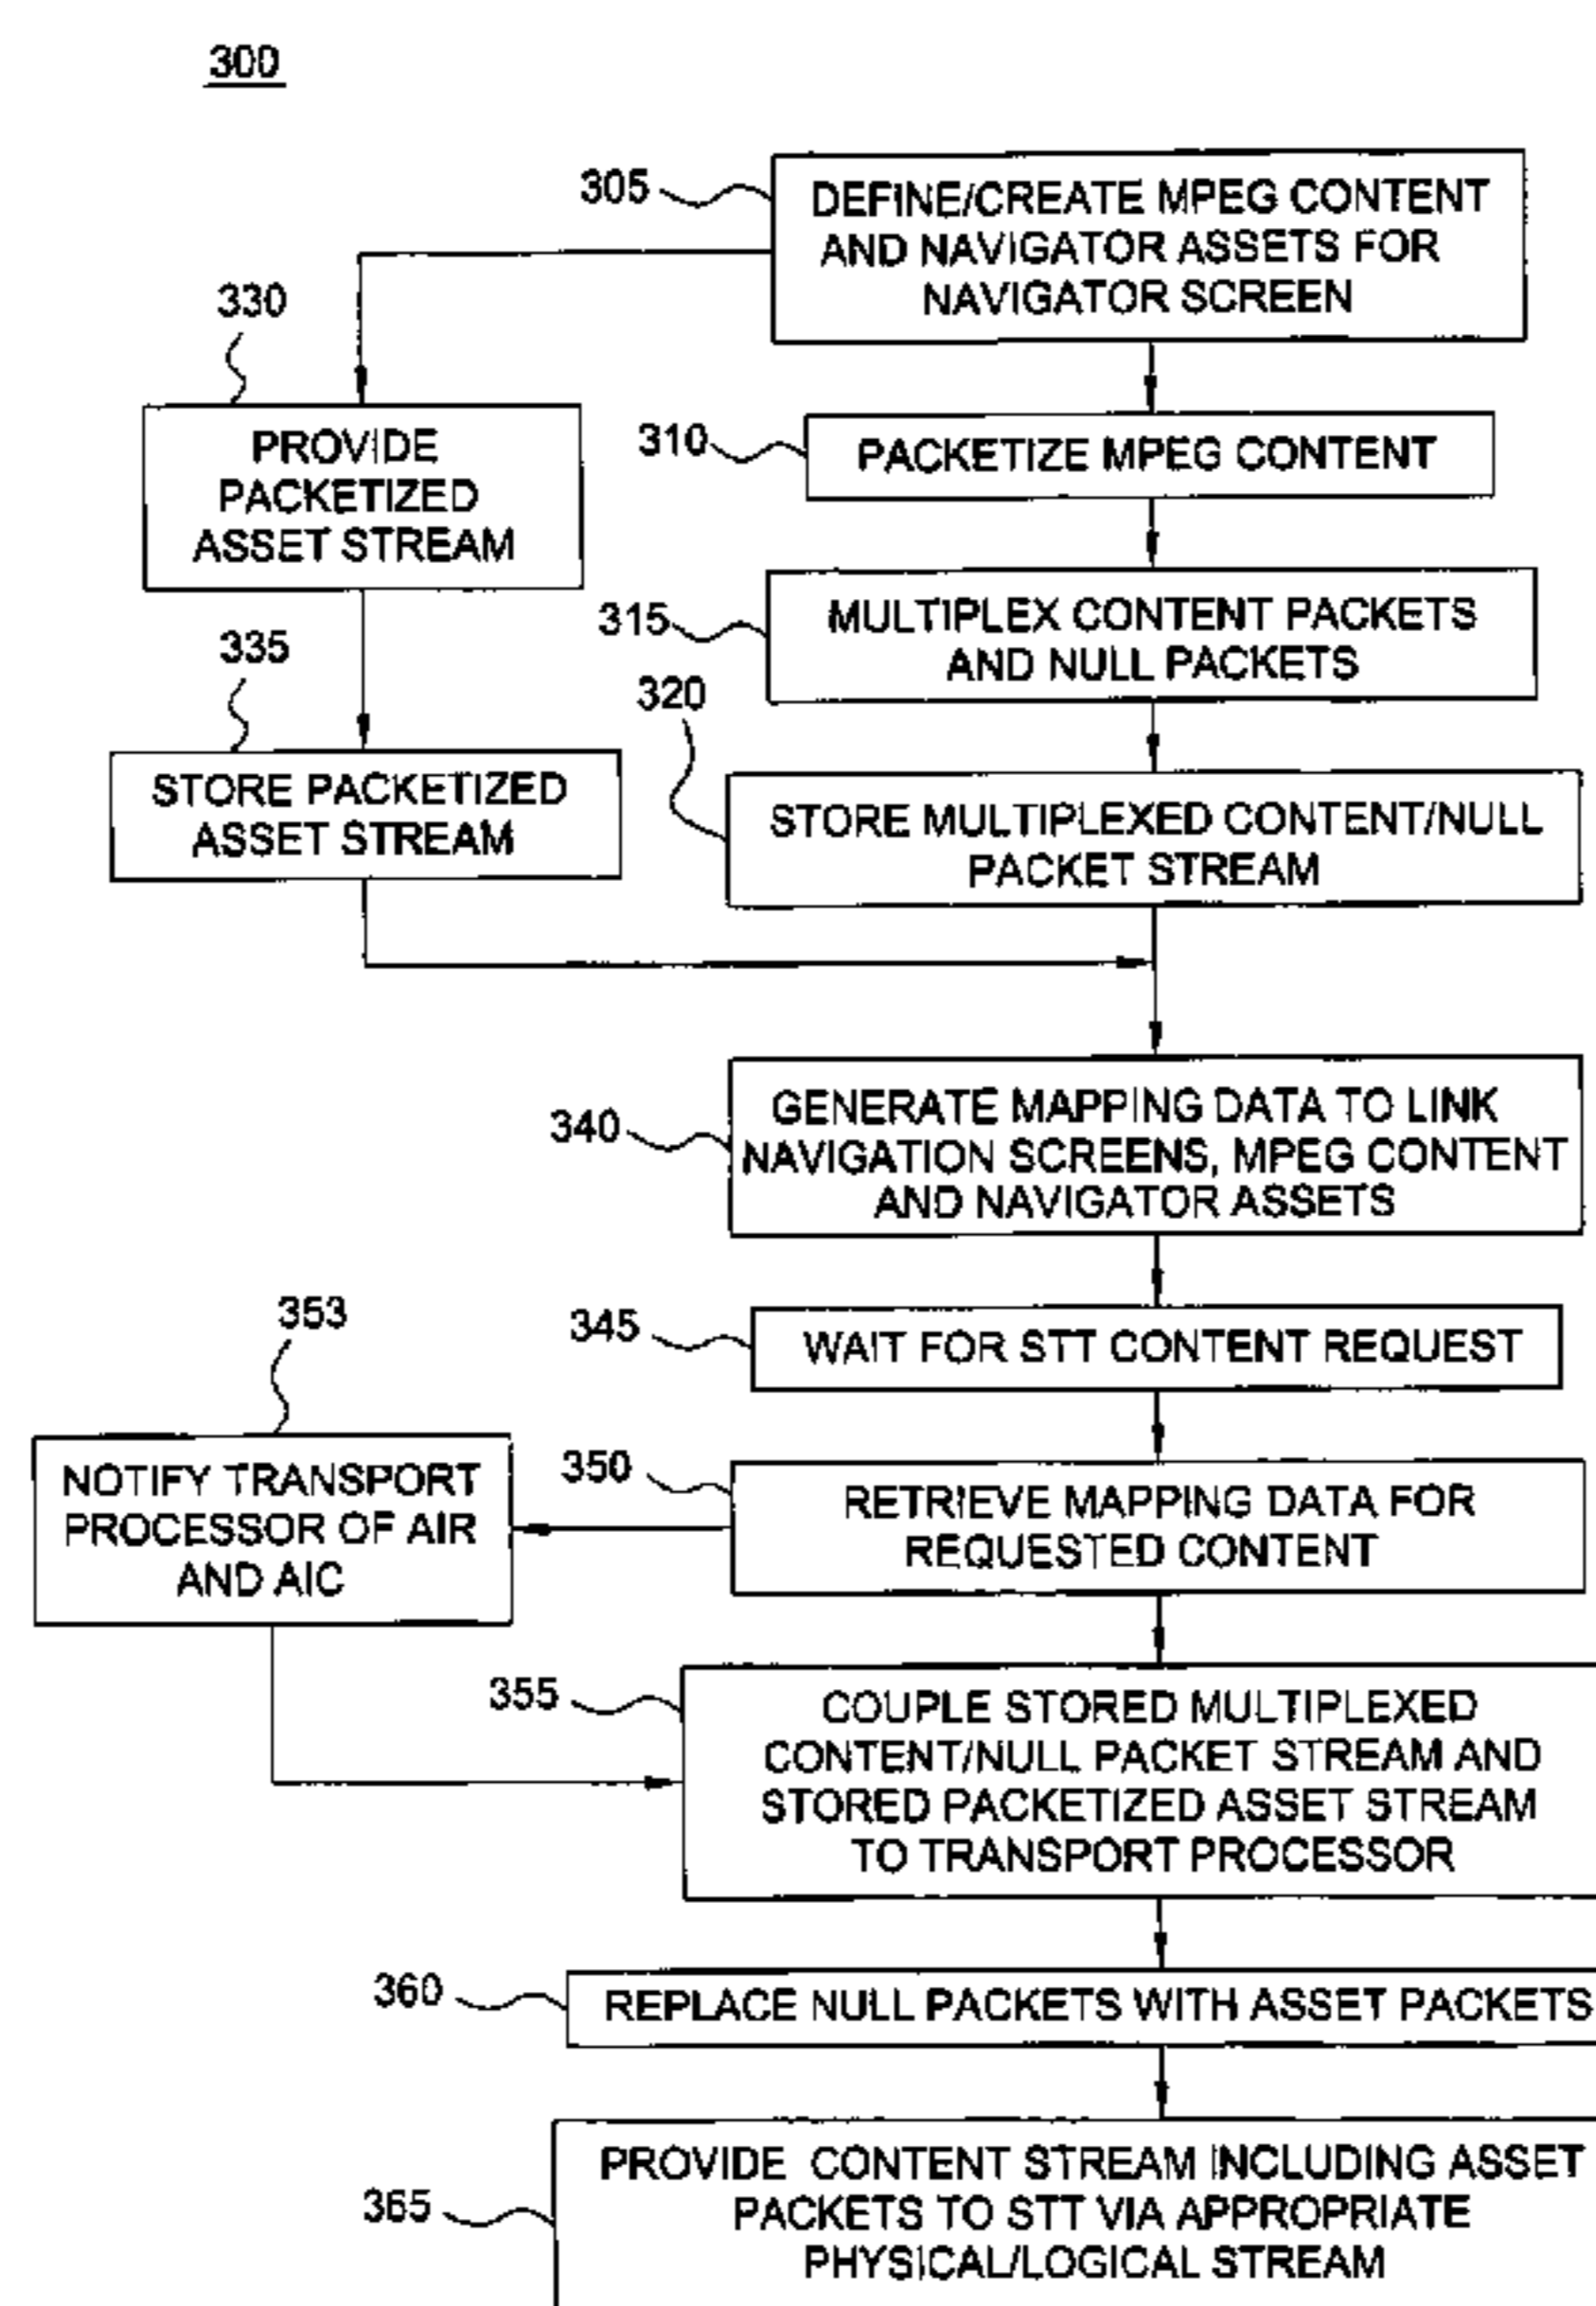 300
305
DEFINE/CREATE MPEG CONTENT
AND NAVIGATOR ASSETS FOR
NAVIGATOR SCREEN
330
PROVIDE
PACKETIZED
ASSET STREAM
310
PACKETIZE MPEG CONTENT
315
MULTIPLEX CONTENT PACKETS
AND NULL PACKETS
335
STORE PACKETIZED
ASSET STREAM
320
STORE MULTIPLEXED CONTENT/NULL
PACKET STREAM
340
GENERATE MAPPING DATA TO LINK
NAVIGATION SCREENS, MPEG CONTENT
AND NAVIGATOR ASSETS
345
WAIT FOR STT CONTENT REQUEST
350
RETRIEVE MAPPING DATA FOR
REQUESTED CONTENT
353
NOTIFY TRANSPORT
PROCESSOR OF AIR
AND AIC
355
COUPLE STORED MULTIPLEXED
CONTENT/NULL PACKET STREAM AND
STORED PACKETIZED ASSET STREAM
TO TRANSPORT PROCESSOR
360
REPLACE NULL PACKETS WITH ASSET PACKETS
365
PROVIDE CONTENT STREAM INCLUDING ASSET
PACKETS TO STT VIA APPROPRIATE
PHYSICAL/LOGICAL STREAM